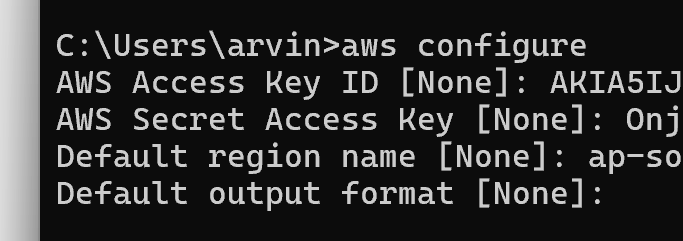 C:\Users\arvin>aws configure
AWS Access Key ID [None]: AKIA5IJ
AWS Secret Access Key [None]: Onj
Default region name [None]: ap-so
Default output format [None]: